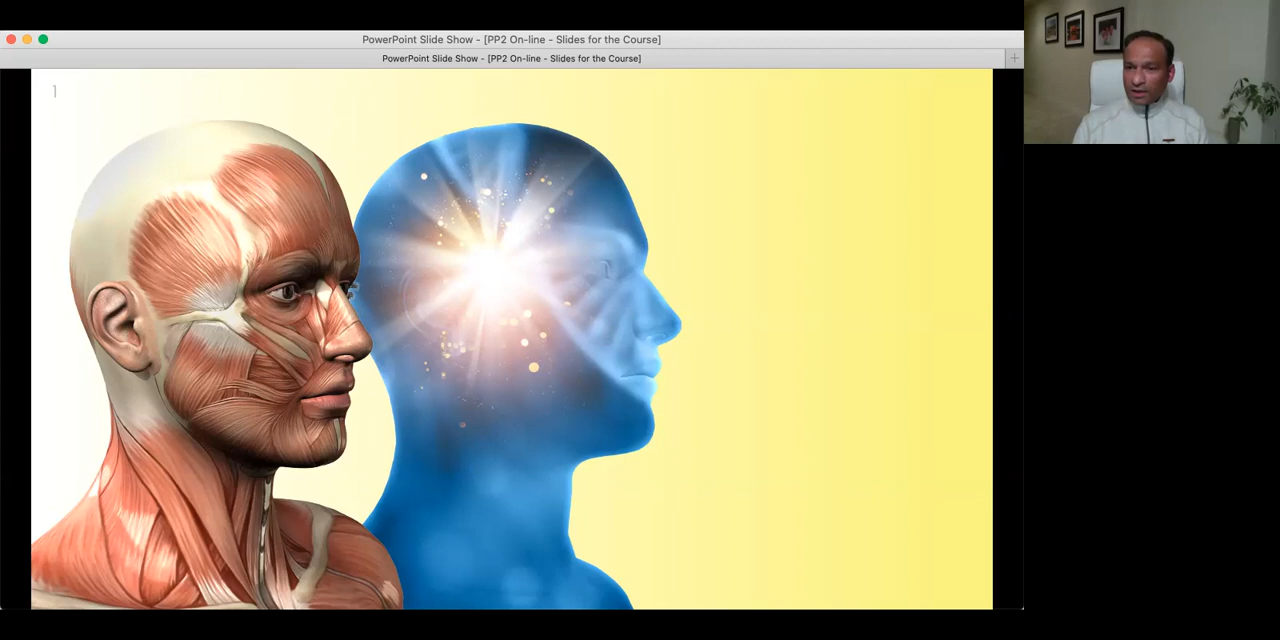 PowerPoint Slide Show - [PP2 On-line - Slides for the Course]
PowerPoint Slide Show - [PP2 On-line - Slides for the Course]
1